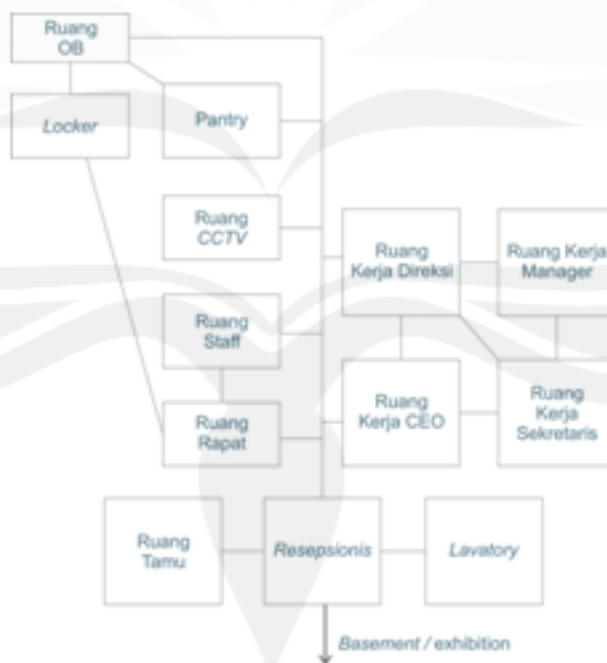 Ruang
OB
Locker
Pantry
Ruang
CCTV
Ruang
Kerja Direksi
Ruang Kerja
Manager
Ruang
Staff
Ruang
Kerja CEO
Ruang
Kerja
Sekretaris
Ruang
Rapat
Ruang
Tamu
Resepsionis
Lavatory
Basement / exhibition